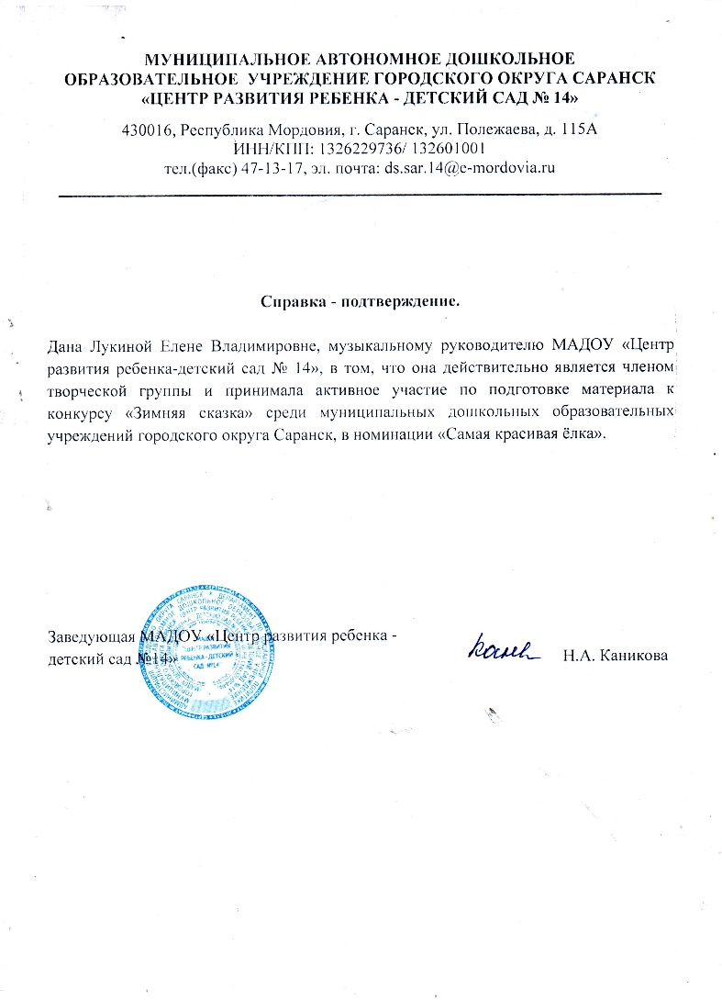 МУНИЦИПАЛЬНОЕ АВТОНОМНОЕ ДОШКОЛЬНОЕ
ОБРАЗОВАТЕЛЬНОЕ УЧРЕЖДЕНИЕ ГОРОДСКОГО ОКРУГА САРАНСК
«ЦЕНТР РАЗВИТИЯ РЕБЕНКА - ДЕТСКИЙ САД № 14»
430016, Республика Мордовия, г. Саранск, ул. Полежаева, д. 115А
ИНН/КПП: 1326229736/ 132601001
тел.(факс) 47-13-17, эл. почта: ds.sar.14@e-mordovia.ru
Справка - подтверждение.
Дана Лукиной Елене Владимировне, музыкальному руководителю МАДОУ «Центр
развития ребенка-детский сад № 14», в том, что она действительно является членом
творческой группы и принимала активное участие по подготовке материала к
конкурсу «Зимняя сказка» среди муниципальных дошкольных образовательных
учреждений городского округа Саранск, в номинации «Самая красивая ёлка».
Заведующая МАДОУ «Центр развития ребенка -
детский сад №14»
Н.А. Каникова
"ЦЕНТР РАЗВИТИЯ
РЕБЕНКА-ДЕТСКИЙ
САД №14"